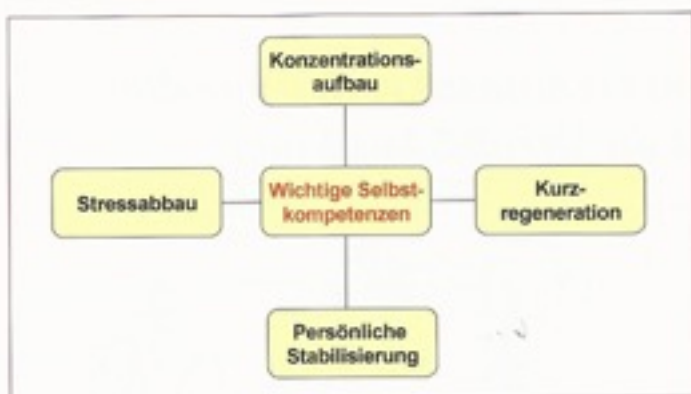 Konzentrations-
aufbau
Stressabbau
Wichtige Selbst-
kompetenzen
Kurz-
regeneration
Persönliche
Stabilisierung